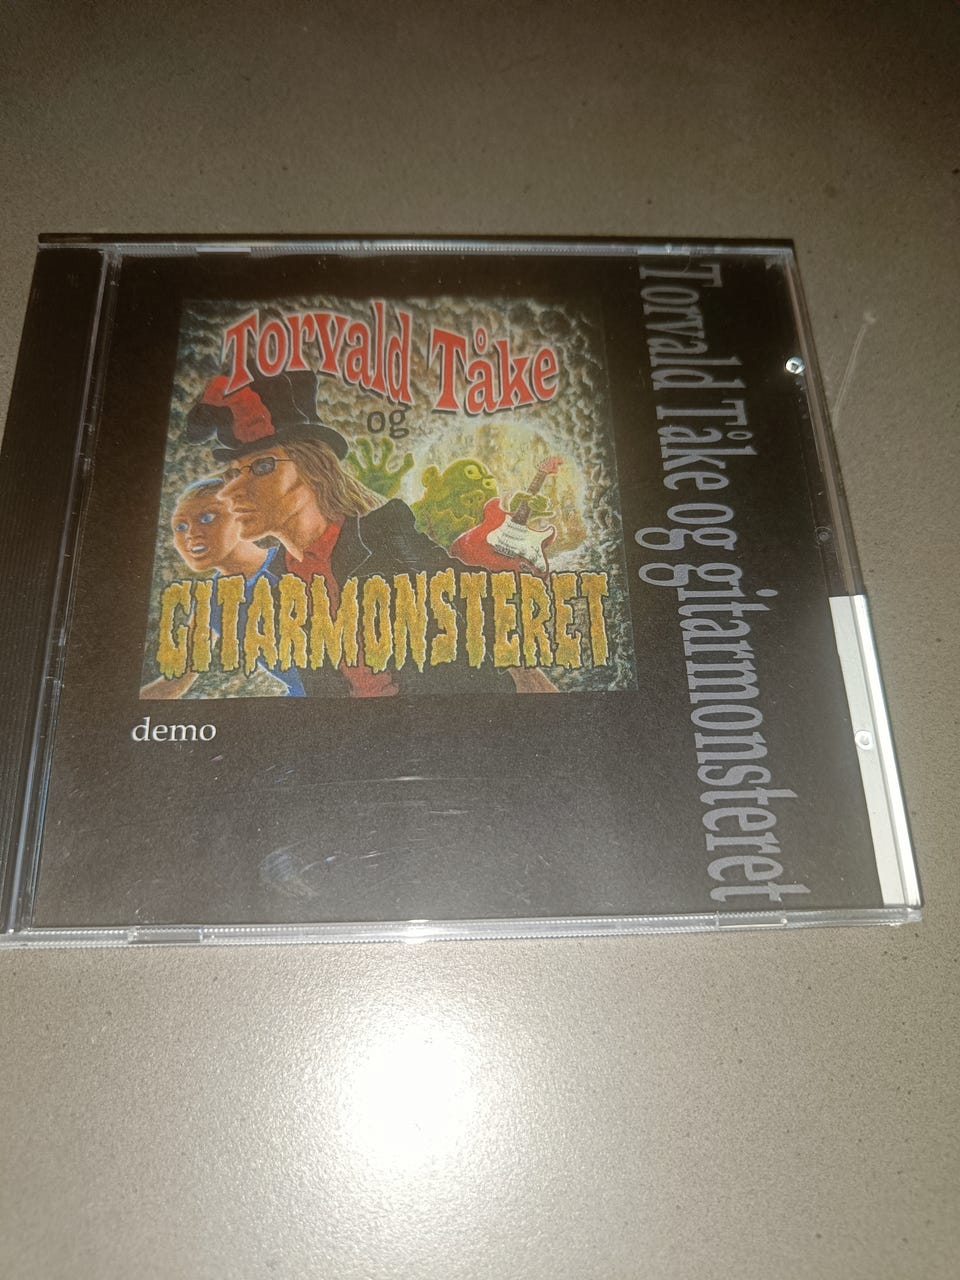 Torvald Tåke
og
GITARMONSTERET
demo
Torvald Tåke og gitarmonsteret